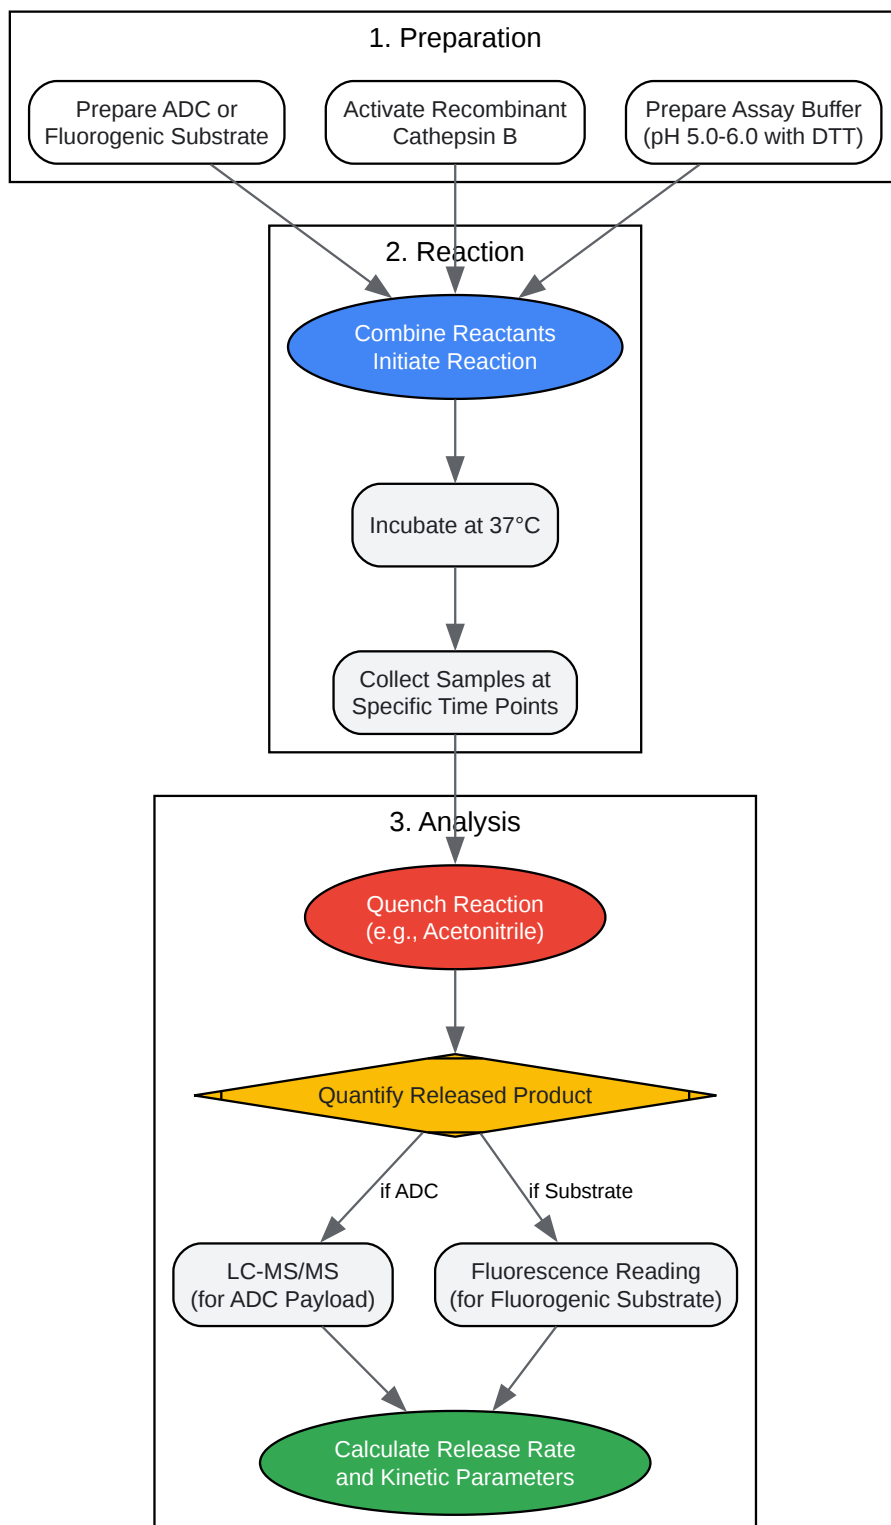 1. Preparation
Prepare ADC or
Fluorogenic Substrate
Activate Recombinant
Cathepsin B
Prepare Assay Buffer
(pH 5.0-6.0 with DTT)
2. Reaction
Combine Reactants
Initiate Reaction
Incubate at 37°C
Collect Samples at
Specific Time Points
3. Analysis
Quench Reaction
(e.g., Acetonitrile)
Quantify Released Product
if ADC
if Substrate
LC-MS/MS
(for ADC Payload)
Fluorescence Reading
(for Fluorogenic Substrate)
Calculate Release Rate
and Kinetic Parameters